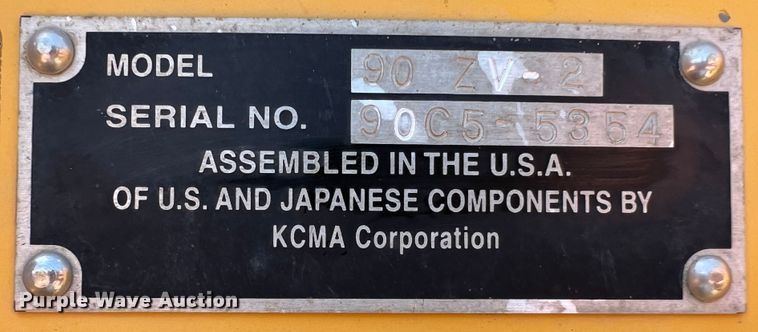 MODEL 90 ZV-2
SERIAL NO. 90C5-5354
ASSEMBLED IN THE U.S.A.
OF U.S. AND JAPANESE COMPONENTS BY
KCMA Corporation
Purple Wave Auction